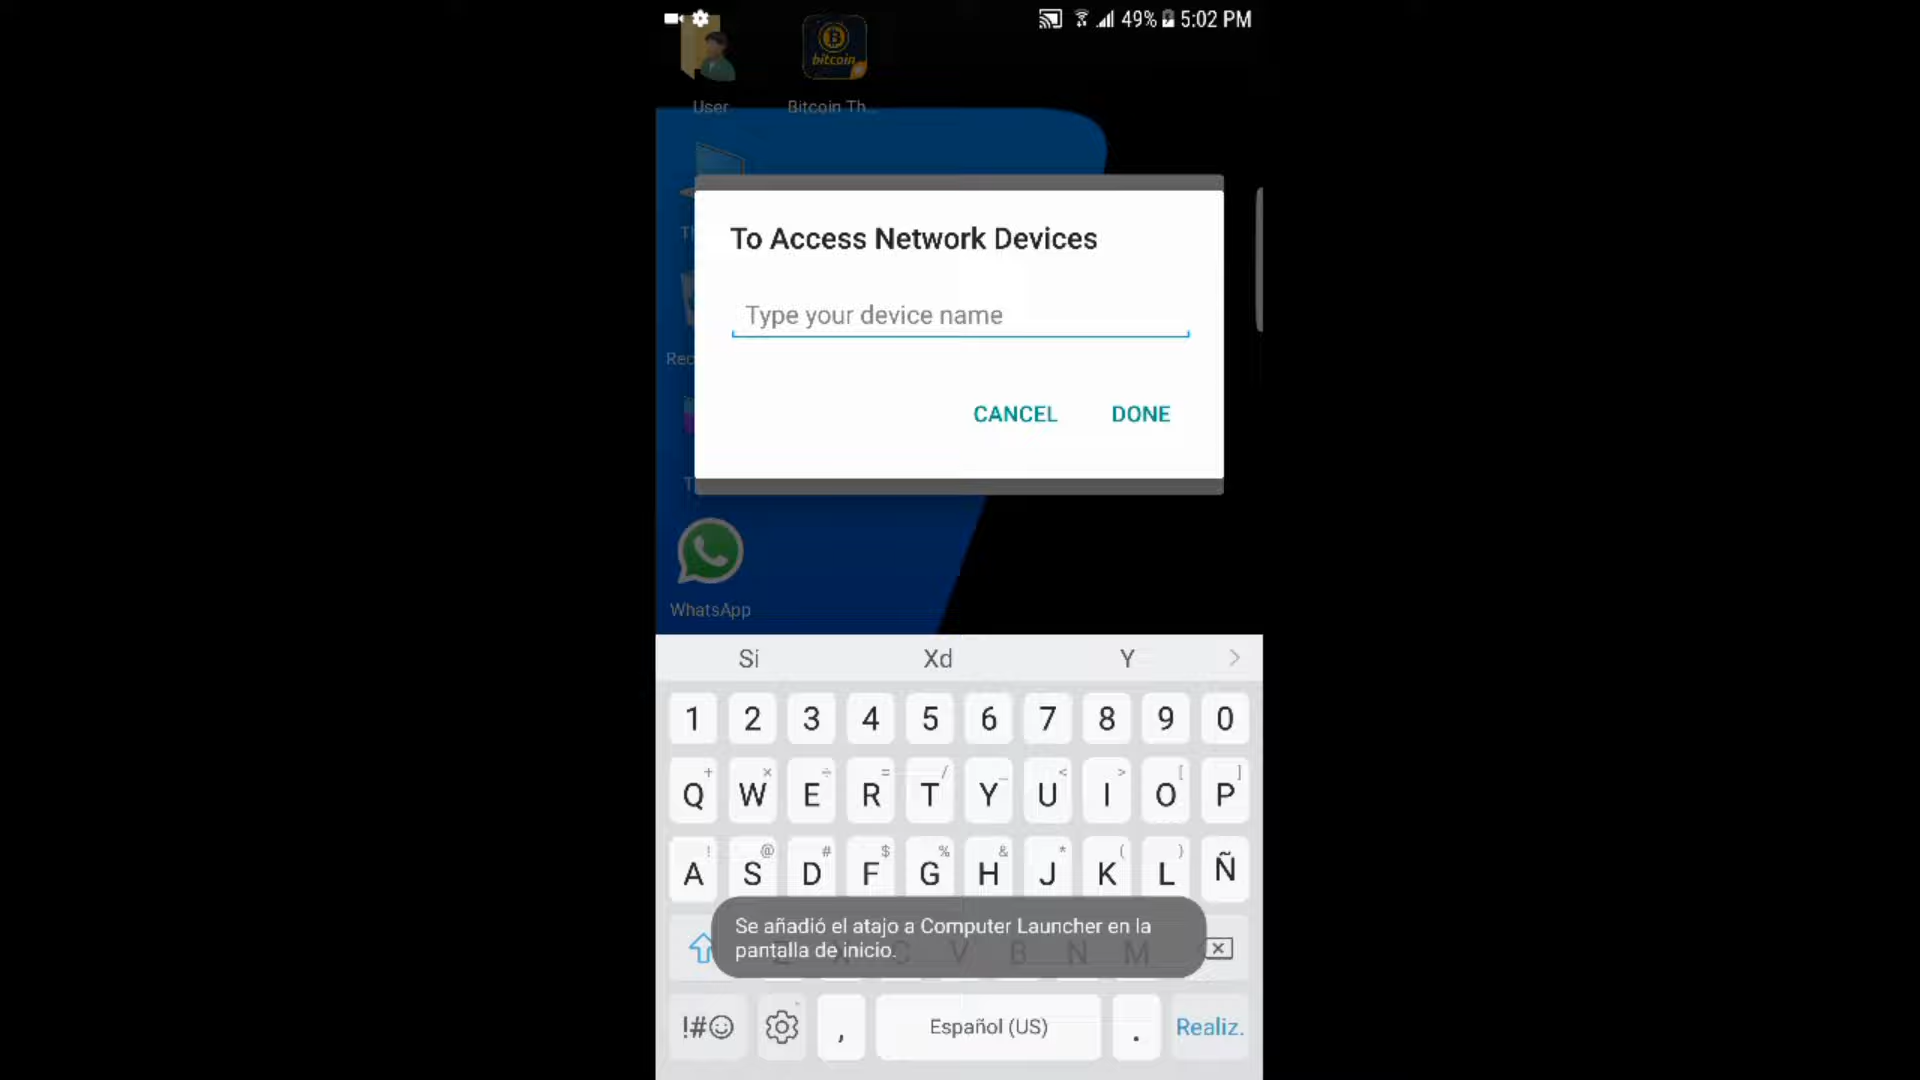 49% 5:02 PM
bitcoin
User
Bitcoin Th...
To Access Network Devices
Type your device name
Rec
CANCEL
DONE
T
WhatsApp
Si
Xd
Y
1 2 3 4 5 6 7 8 9 0
+ × ÷ = / _ < > [ ]
Q W E R T Y U I O P
! @ # $ % & * ( )
A S D F G H J K L Ñ
Se añadió el atajo a Computer Launcher en la
pantalla de inicio.
Z X C V B N M
!#
,
Español (US)
.
Realiz.